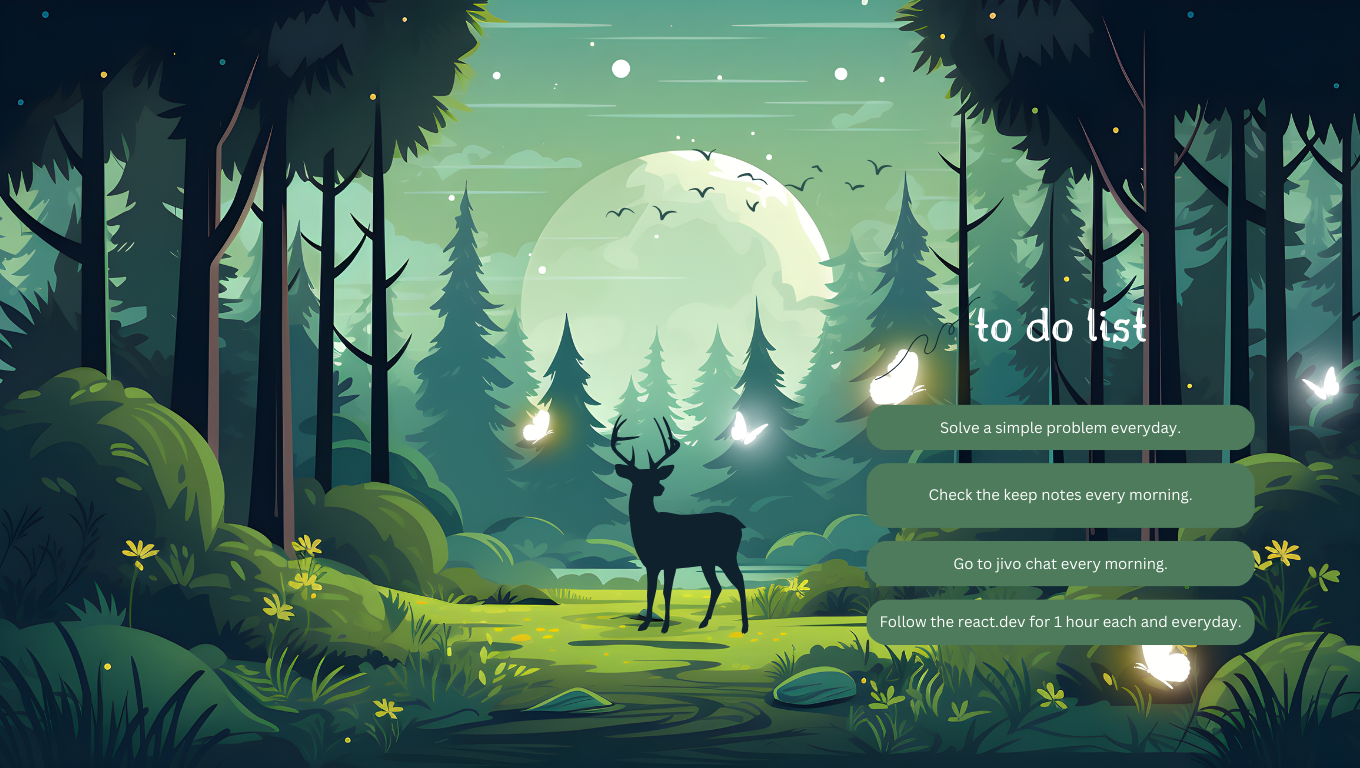 to do list
Solve a simple problem everyday.
Check the keep notes every morning.
Go to jivo chat every morning.
Follow the react.dev for 1 hour each and everyday.